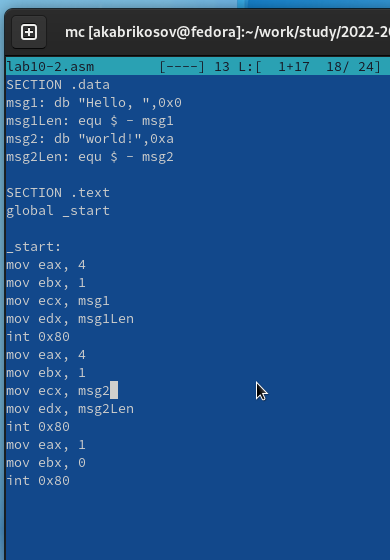 mc [akabrikosov@fedora]:~/work/study/2022-20
lab10-2.asm [----] 13 L:[ 1+17 18/ 24]
SECTION .data
msg1: db "Hello, ",0x0
msg1Len: equ $ - msg1
msg2: db "world!",0xa
msg2Len: equ $ - msg2
SECTION .text
global _start
_start:
mov eax, 4
mov ebx, 1
mov ecx, msg1
mov edx, msg1Len
int 0x80
mov eax, 4
mov ebx, 1
mov ecx, msg2
mov edx, msg2Len
int 0x80
mov eax, 1
mov ebx, 0
int 0x80